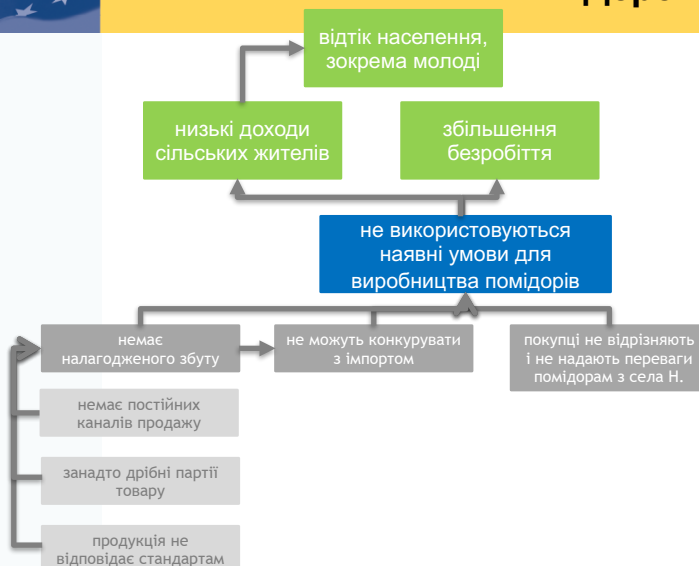 відтік населення,
зокрема молоді
низькі доходи
сільських жителів
збільшення
безробіття
не використовуються
наявні умови для
виробництва помідорів
немає
налагодженого збуту
не можуть конкурувати
з імпортом
покупці не відрізняють
і не надають переваги
помідорам з села Н.
немає постійних
каналів продажу
занадто дрібні партії
товару
продукція не
відповідає стандартам